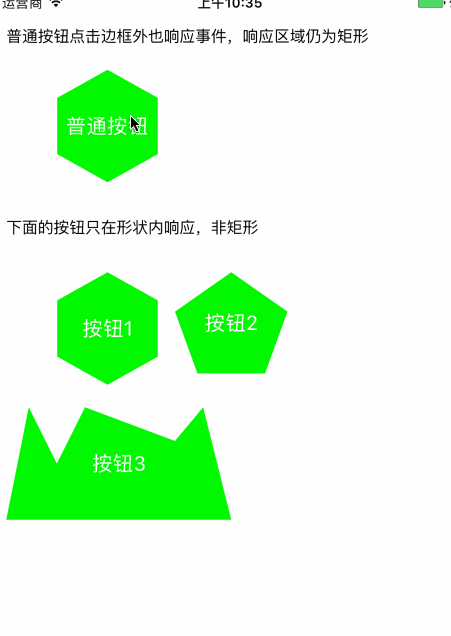 运营商 上午10:35
普通按钮点击边框外也响应事件，响应区域仍为矩形
普通按钮
下面的按钮只在形状内响应，非矩形
按钮1 按钮2
按钮3